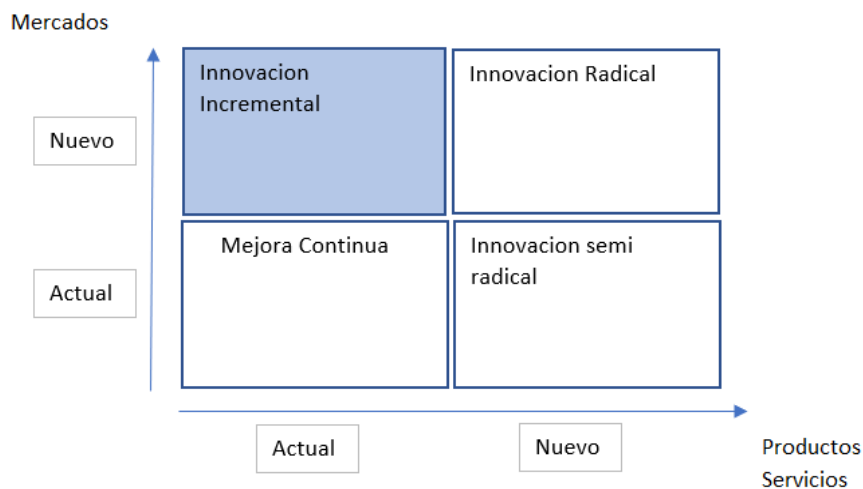 Mercados
Innovacion
Incremental
Innovacion Radical
Nuevo
Mejora Continua
Innovacion semi
radical
Actual
Actual
Nuevo
Productos
Servicios